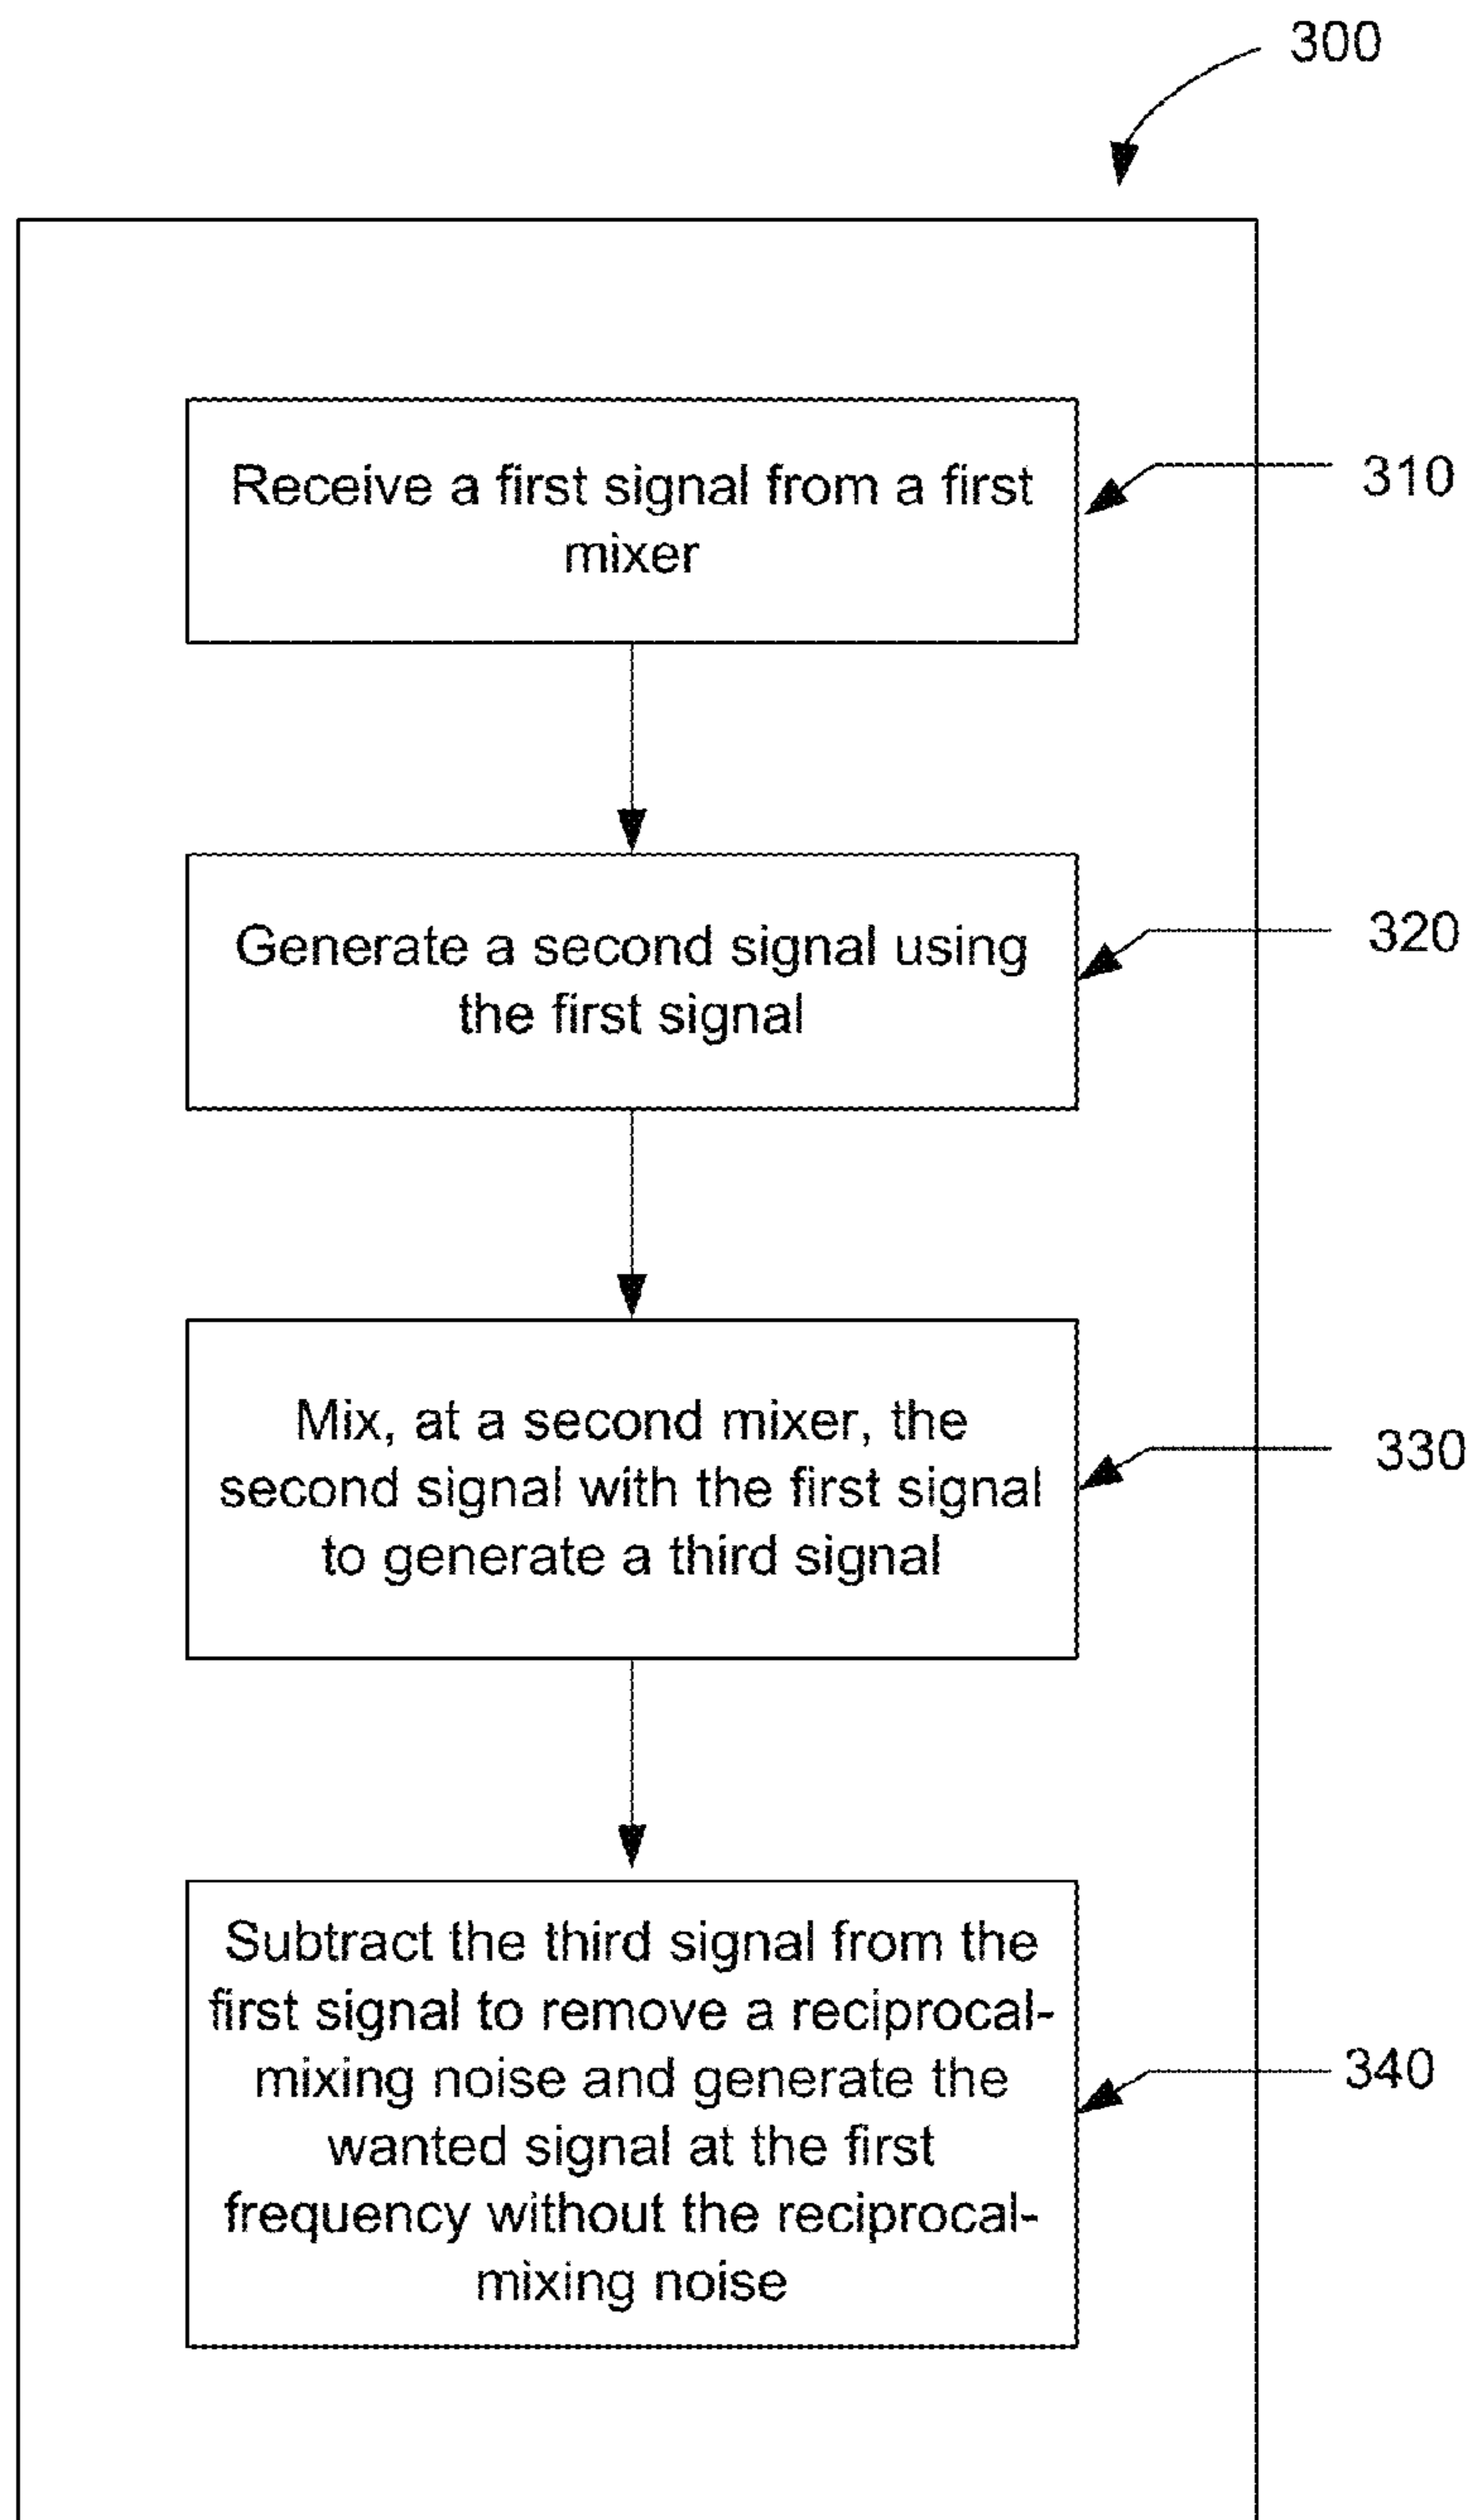 300
Receive a first signal from a first
mixer
310
Generate a second signal using
the first signal
320
Mix, at a second mixer, the
second signal with the first signal
to generate a third signal
330
Subtract the third signal from the
first signal to remove a reciprocal-
mixing noise and generate the
wanted signal at the first
frequency without the reciprocal-
mixing noise
340